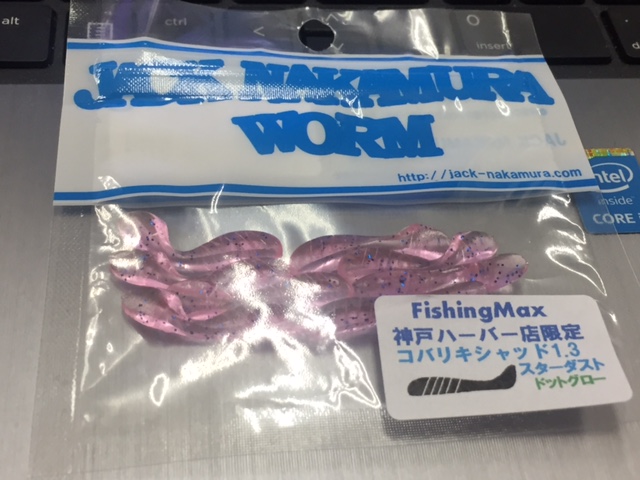 alt
ctrl
insert
JACK NAKAMURA
WORM
http://jack-nakamura.com
intel
inside
CORE
FishingMax
神戸ハーバー店限定
コバリキシャッド1.3
スターダスト
ドットグロー